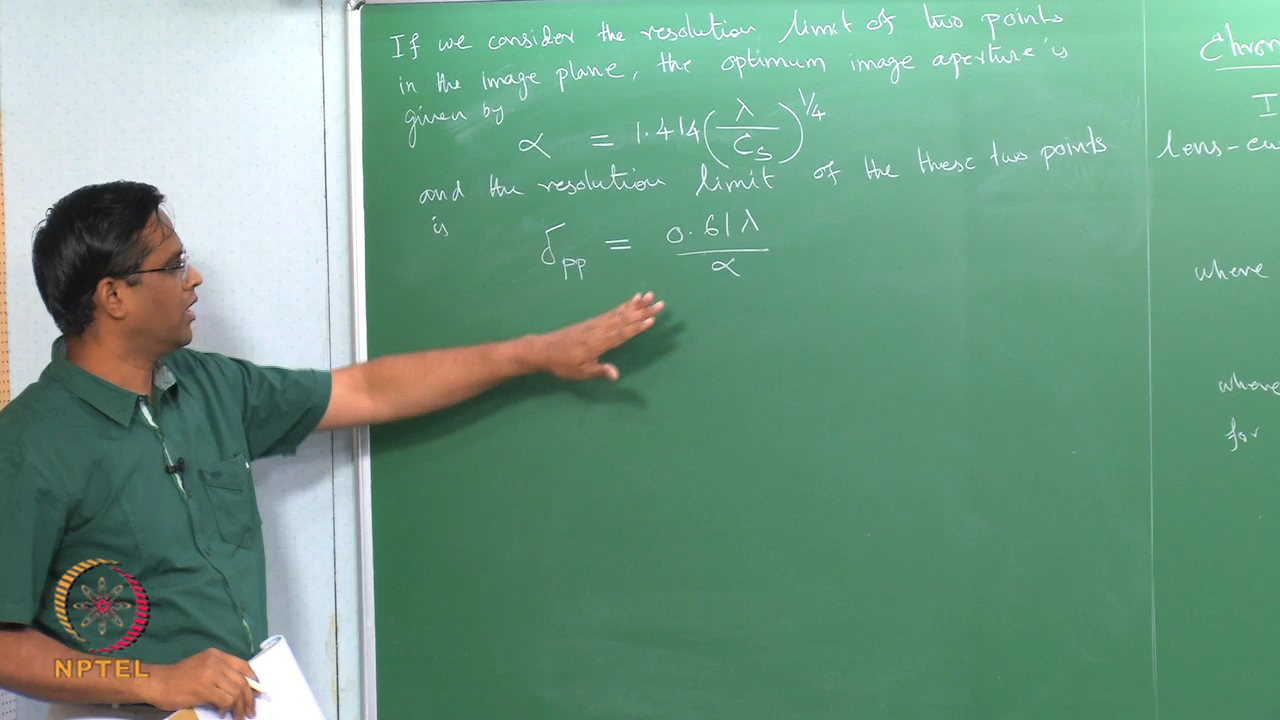 If we consider the resolution limit of two points
in the image plane, the optimum image aperture is
given by
α = 1.414 (λ/Cs)^1/4
and the resolution limit of the these two points
is
δpp = 0.61λ/α
Chrom
I
lens-cu
where
where
for
NPTEL